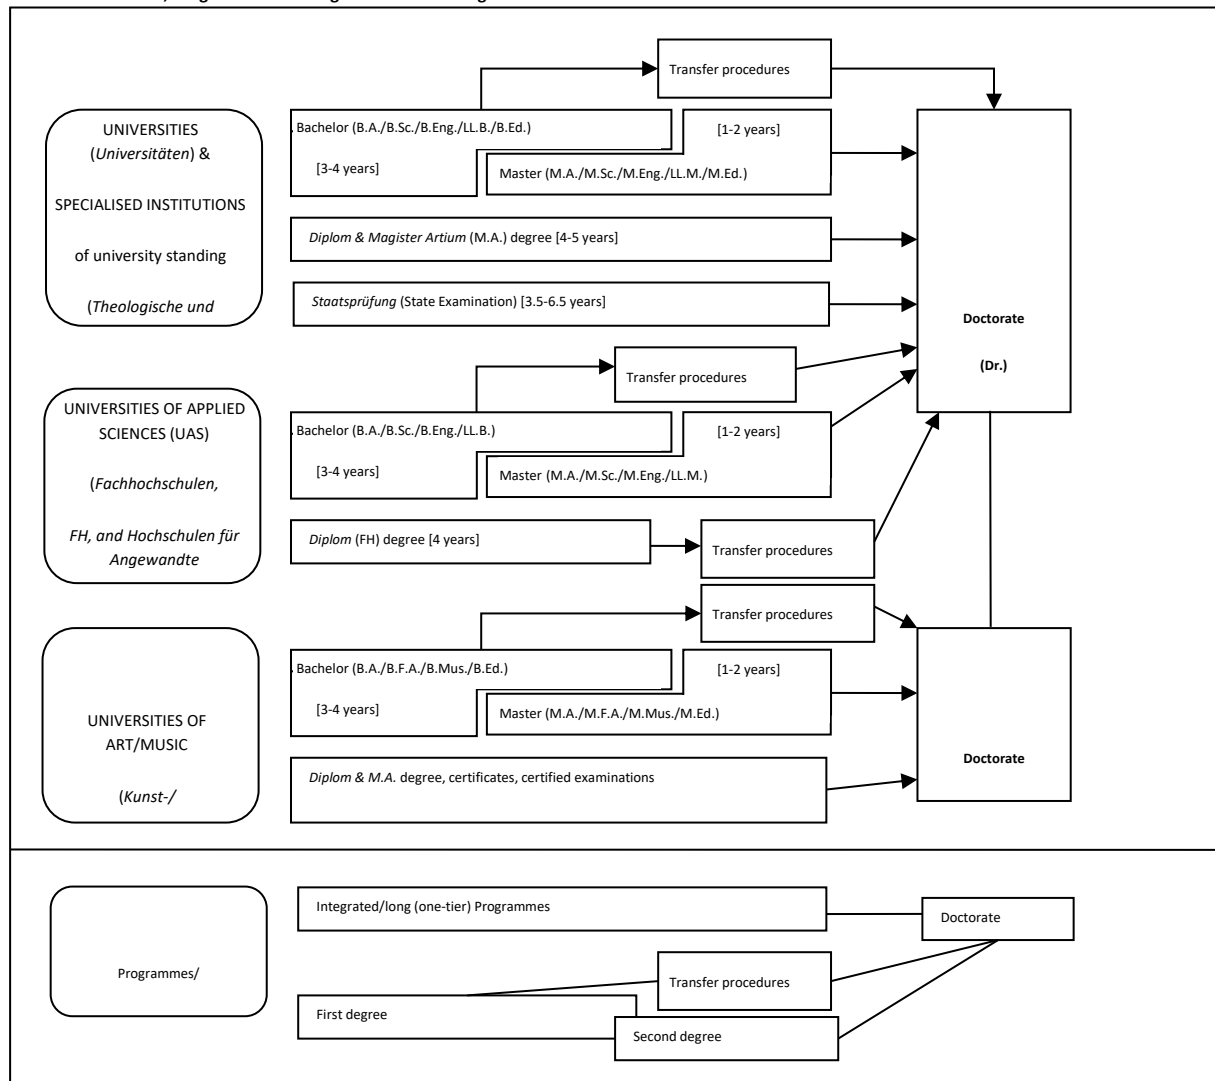 Transfer procedures
UNIVERSITIES
(Universitäten) &
SPECIALISED INSTITUTIONS
of university standing
(Theologische und
Bachelor (B.A./B.Sc./B.Eng./LL.B./B.Ed.)
[1-2 years]
[3-4 years]
Master (M.A./M.Sc./M.Eng./LL.M./M.Ed.)
Diplom & Magister Artium (M.A.) degree [4-5 years]
Staatsprüfung (State Examination) [3.5-6.5 years]
Doctorate
(Dr.)
Transfer procedures
UNIVERSITIES OF APPLIED
SCIENCES (UAS)
(Fachhochschulen,
FH, and Hochschulen für
Angewandte
Bachelor (B.A./B.Sc./B.Eng./LL.B.)
[1-2 years]
[3-4 years]
Master (M.A./M.Sc./M.Eng./LL.M.)
Diplom (FH) degree [4 years]
Transfer procedures
Transfer procedures
UNIVERSITIES OF
ART/MUSIC
(Kunst-/
Bachelor (B.A./B.F.A./B.Mus./B.Ed.)
[1-2 years]
[3-4 years]
Master (M.A./M.F.A./M.Mus./M.Ed.)
Diplom & M.A. degree, certificates, certified examinations
Doctorate
Programmes/
Integrated/long (one-tier) Programmes
Doctorate
Transfer procedures
First degree
Second degree